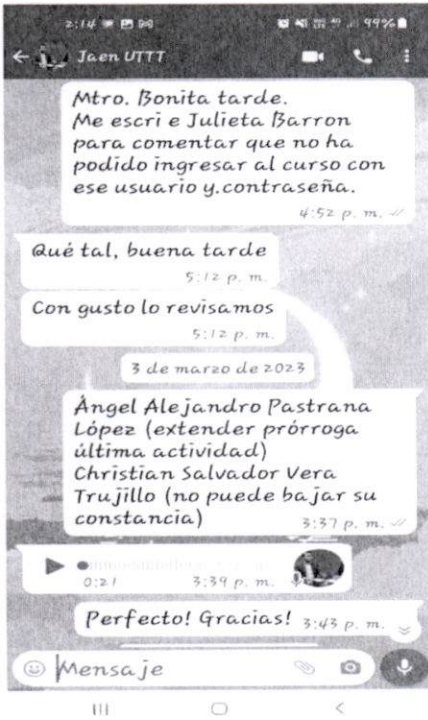 2:14
99%
Jaen UTTT
Mtro. Bonita tarde.
Me escri e Julieta Barron
para comentar que no ha
podido ingresar al curso con
ese usuario y.contraseña.
4:52 p. m.
Qué tal, buena tarde
5:12 p. m.
Con gusto lo revisamos
5:12 p. m.
3 de marzo de 2023
Ángel Alejandro Pastrana
López (extender prórroga
última actividad)
Christian Salvador Vera
Trujillo (no puede bajar su
constancia)
3:37 p. m.
0:21
3:39 p. m.
Perfecto! Gracias! 3:43 p. m.
Mensaje